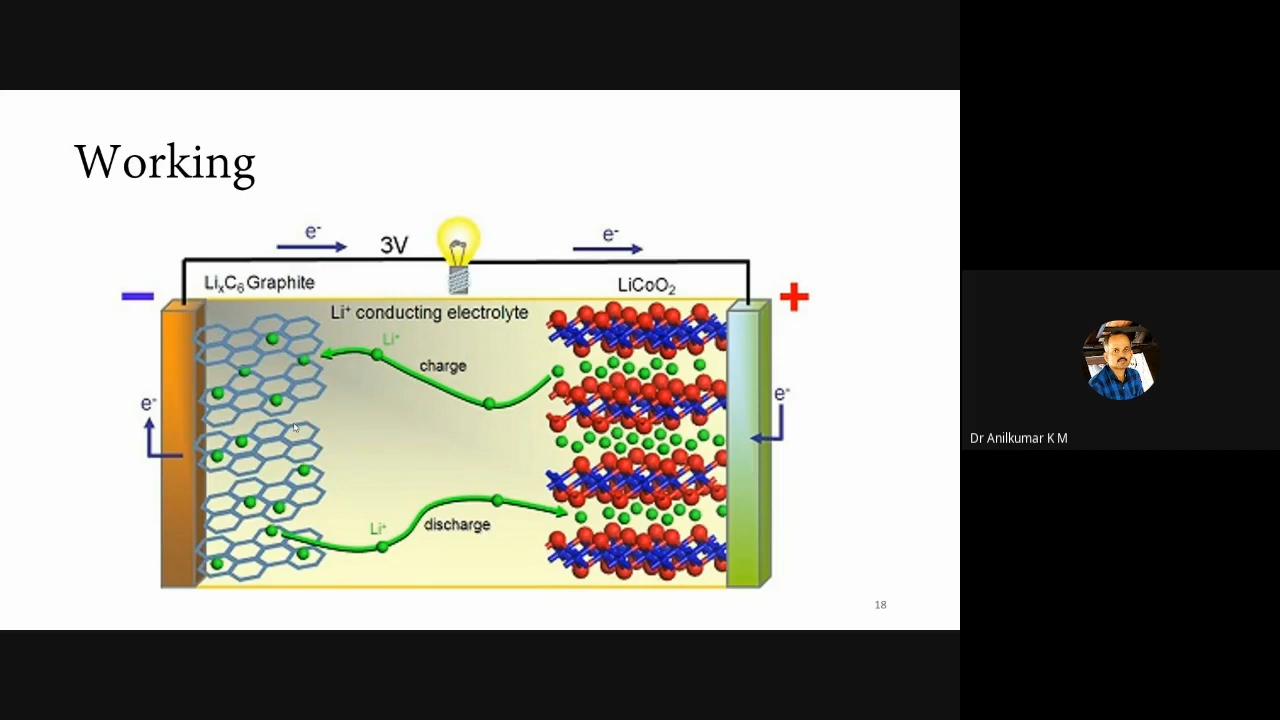 Working
e⁻
3V
e⁻
LiₓC₆ Graphite
LiCoO₂
−
+
Li⁺ conducting electrolyte
Li⁺
charge
e⁻
e⁻
Li⁺
discharge
18
Dr Anilkumar K M